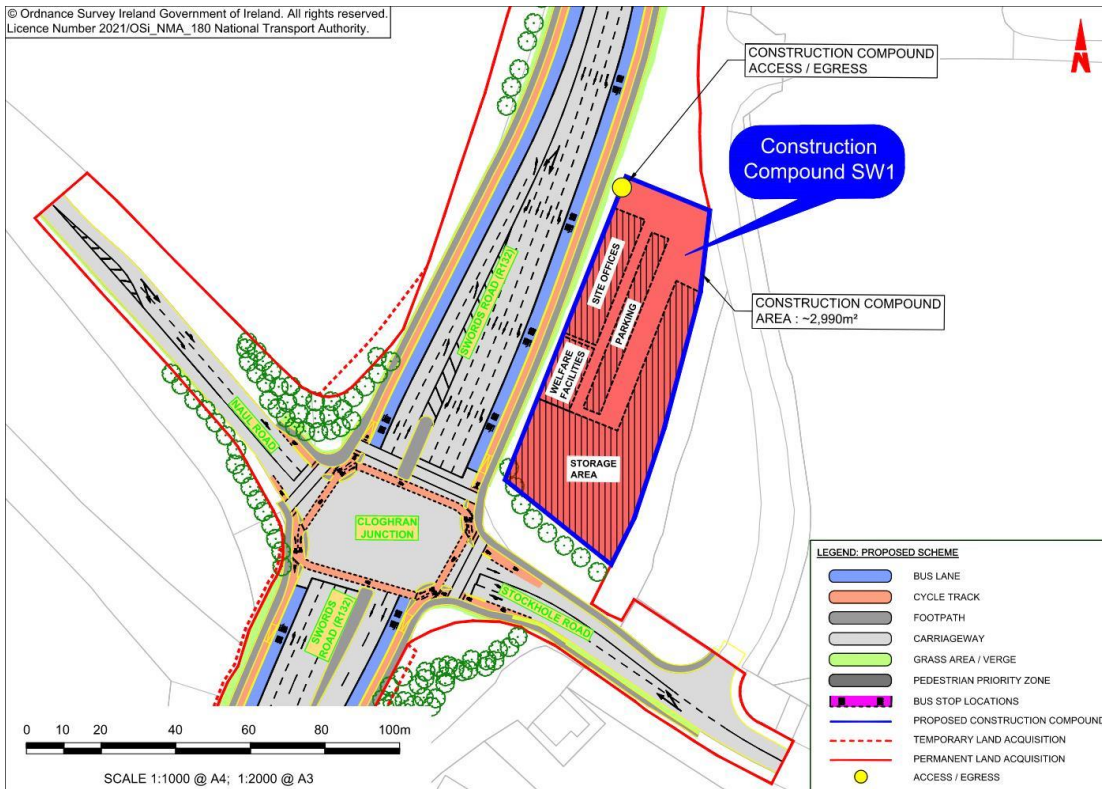 © Ordnance Survey Ireland Government of Ireland. All rights reserved.
Licence Number 2021/OSi_NMA_180 National Transport Authority.
CONSTRUCTION COMPOUND
ACCESS / EGRESS
N
Construction
Compound SW1
SITE OFFICES
PARKING
WELFARE
FACILITIES
STORAGE
AREA
CONSTRUCTION COMPOUND
AREA : ~2,990m²
SWORDS ROAD (R132)
NAUL ROAD
CLOGHRAN
JUNCTION
SWORDS
ROAD (R132)
STOCKHOLE ROAD
LEGEND: PROPOSED SCHEME
BUS LANE
CYCLE TRACK
FOOTPATH
CARRIAGEWAY
GRASS AREA / VERGE
PEDESTRIAN PRIORITY ZONE
BUS STOP LOCATIONS
PROPOSED CONSTRUCTION COMPOUND
TEMPORARY LAND ACQUISITION
PERMANENT LAND ACQUISITION
ACCESS / EGRESS
0 10 20 40 60 80 100m
SCALE 1:1000 @ A4; 1:2000 @ A3